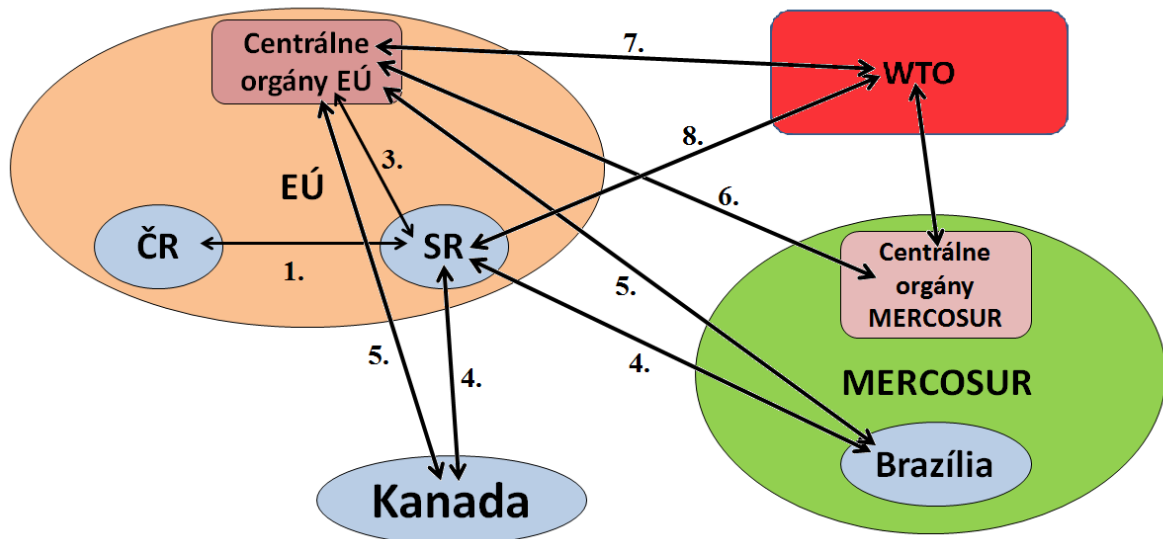 Centrálne
orgány EÚ
7.
WTO
8.
3.
EÚ
6.
ČR
SR
1.
Centrálne
orgány
MERCOSUR
5.
5.
4.
4.
MERCOSUR
Brazília
Kanada